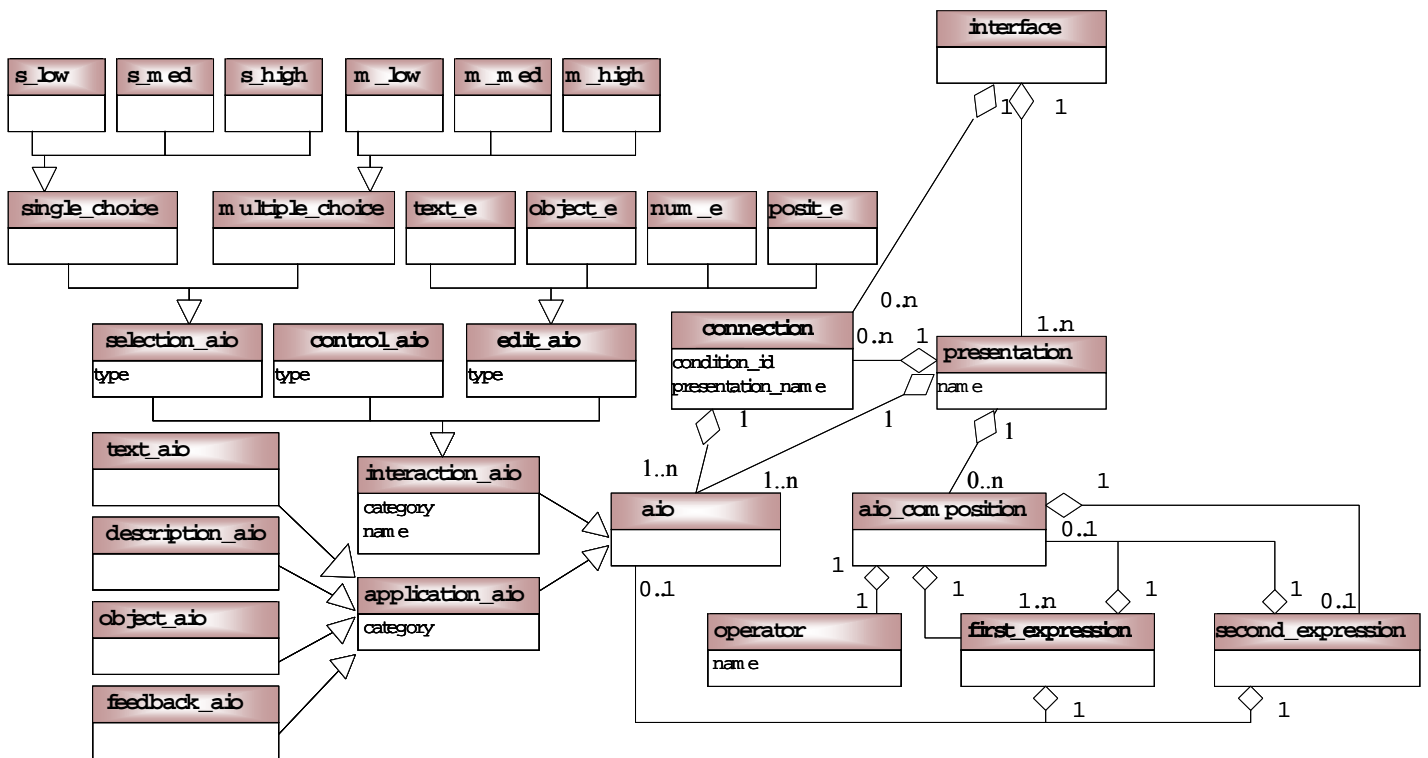 interface
1
1
s_low
s_med
s_high
m_low
m_med
m_high
single_choice
multiple_choice
text_e
object_e
num_e
posit_e
0..n
1..n
selection_aio
type
control_aio
type
edit_aio
type
connection
condition_id
presentation_name
0..n
1
presentation
name
1
1
1
1..n
1..n
0..n
text_aio
description_aio
object_aio
feedback_aio
interaction_aio
category
name
application_aio
category
aio
0..1
aio_composition
1
0..1
1
1
1
1..n
1
1
0..1
operator
name
first_expression
second_expression
1
1